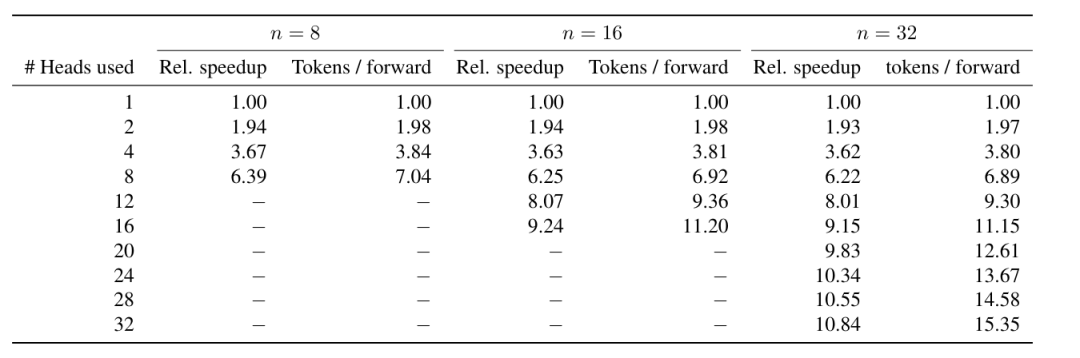 n = 8 n = 16 n = 32
# Heads used Rel. speedup Tokens / forward Rel. speedup Tokens / forward Rel. speedup tokens / forward
1 1.00 1.00 1.00 1.00 1.00 1.00
2 1.94 1.98 1.94 1.98 1.93 1.97
4 3.67 3.84 3.63 3.81 3.62 3.80
8 6.39 7.04 6.25 6.92 6.22 6.89
12 – – 8.07 9.36 8.01 9.30
16 – – 9.24 11.20 9.15 11.15
20 – – – – 9.83 12.61
24 – – – – 10.34 13.67
28 – – – – 10.55 14.58
32 – – – – 10.84 15.35